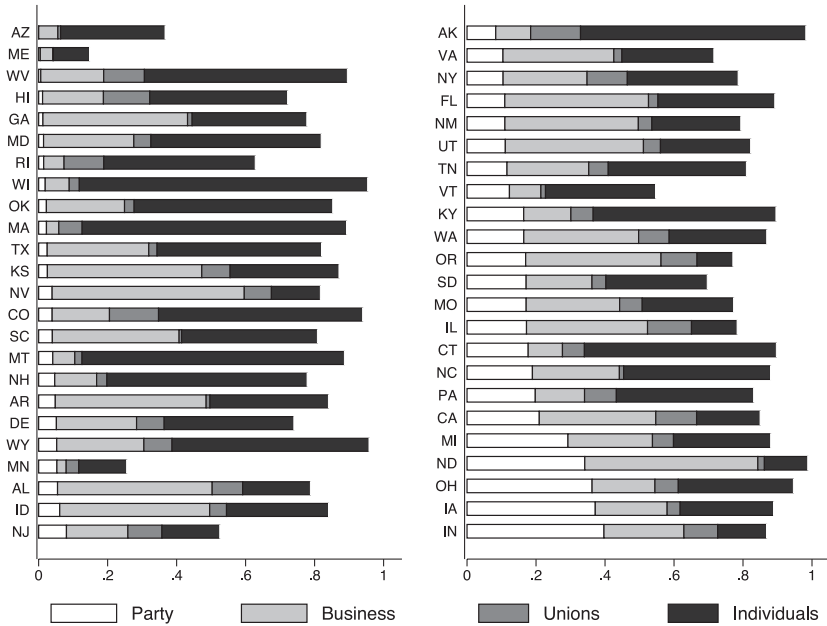 AZ
ME
WV
HI
GA
MD
RI
WI
OK
MA
TX
KS
NV
CO
SC
MT
NH
AR
DE
WY
MN
AL
ID
NJ
0 .2 .4 .6 .8 1
AK
VA
NY
FL
NM
UT
TN
VT
KY
WA
OR
SD
MO
IL
CT
NC
PA
CA
MI
ND
OH
IA
IN
0 .2 .4 .6 .8 1
Party Business Unions Individuals